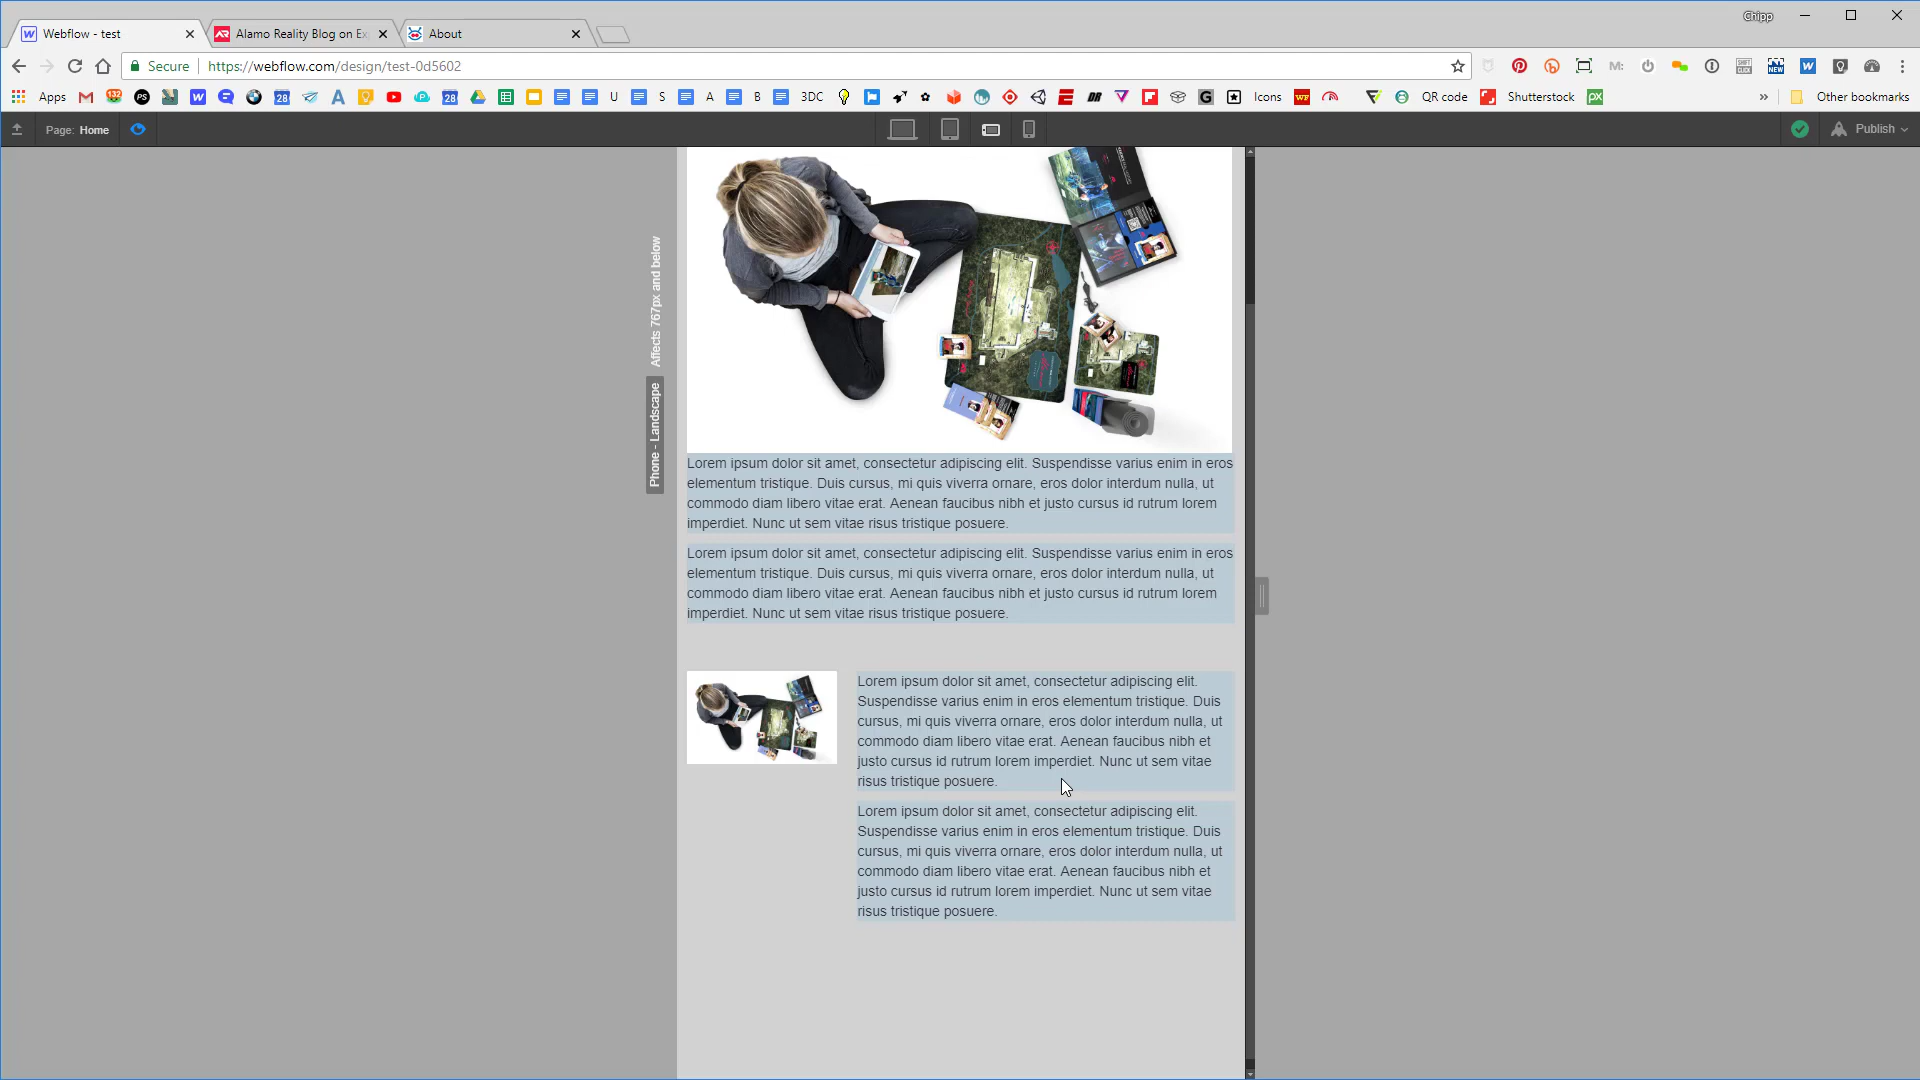 Chipp
Webflow - test
Alamo Reality Blog on Ex
About
Secure
https://webflow.com/design/test-0d5602
Apps
132
PS
28
28
U
S
A
B
3DC
Icons
QR code
Shutterstock
Other bookmarks
Page: Home
Publish
Affects 767px and below
Phone - Landscape
Lorem ipsum dolor sit amet, consectetur adipiscing elit. Suspendisse varius enim in eros
elementum tristique. Duis cursus, mi quis viverra ornare, eros dolor interdum nulla, ut
commodo diam libero vitae erat. Aenean faucibus nibh et justo cursus id rutrum lorem
imperdiet. Nunc ut sem vitae risus tristique posuere.
Lorem ipsum dolor sit amet, consectetur adipiscing elit. Suspendisse varius enim in eros
elementum tristique. Duis cursus, mi quis viverra ornare, eros dolor interdum nulla, ut
commodo diam libero vitae erat. Aenean faucibus nibh et justo cursus id rutrum lorem
imperdiet. Nunc ut sem vitae risus tristique posuere.
Lorem ipsum dolor sit amet, consectetur adipiscing elit.
Suspendisse varius enim in eros elementum tristique. Duis
cursus, mi quis viverra ornare, eros dolor interdum nulla, ut
commodo diam libero vitae erat. Aenean faucibus nibh et
justo cursus id rutrum lorem imperdiet. Nunc ut sem vitae
risus tristique posuere.
Lorem ipsum dolor sit amet, consectetur adipiscing elit.
Suspendisse varius enim in eros elementum tristique. Duis
cursus, mi quis viverra ornare, eros dolor interdum nulla, ut
commodo diam libero vitae erat. Aenean faucibus nibh et
justo cursus id rutrum lorem imperdiet. Nunc ut sem vitae
risus tristique posuere.